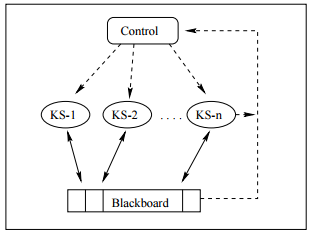 Control
KS-1 KS-2 .... KS-n
Blackboard